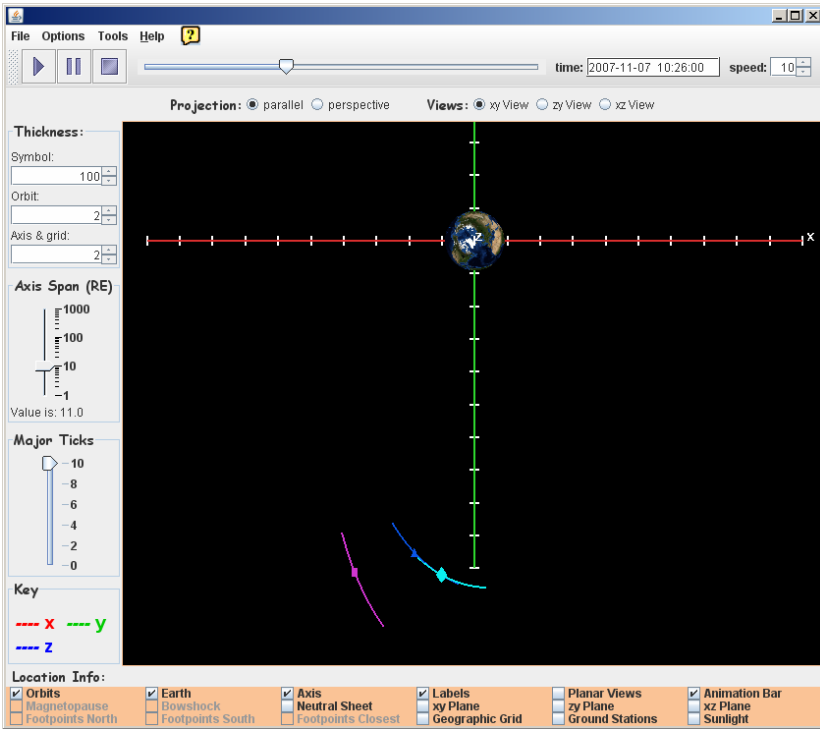 File Options Tools Help ?
time: 2007-11-07 10:26:00 speed: 10
Projection: parallel perspective Views: xy View zy View xz View
Thickness:
Symbol:
100
Orbit:
2
Axis & grid:
2
Axis Span (RE)
1000
100
10
1
Value is: 11.0
Major Ticks
10
8
6
4
2
0
Key
---- x ---- y
---- z
z
x
Location Info:
Orbits Earth Axis Labels Planar Views Animation Bar
Magnetopause Bowshock Neutral Sheet xy Plane zy Plane xz Plane
Footpoints North Footpoints South Footpoints Closest Geographic Grid Ground Stations Sunlight